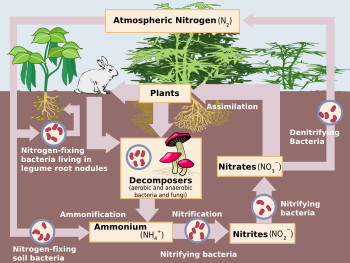 Atmospheric Nitrogen (N₂)
Plants
Assimilation
Denitrifying
Bacteria
Nitrogen-fixing
bacteria living in
legume root nodules
Decomposers
(aerobic and anaerobic
bacteria and fungi)
Nitrates (NO₃⁻)
Ammonification
Nitrification
Nitrifying
bacteria
Ammonium
(NH₄⁺)
Nitrites (NO₂⁻)
Nitrogen-fixing
soil bacteria
Nitrifying bacteria